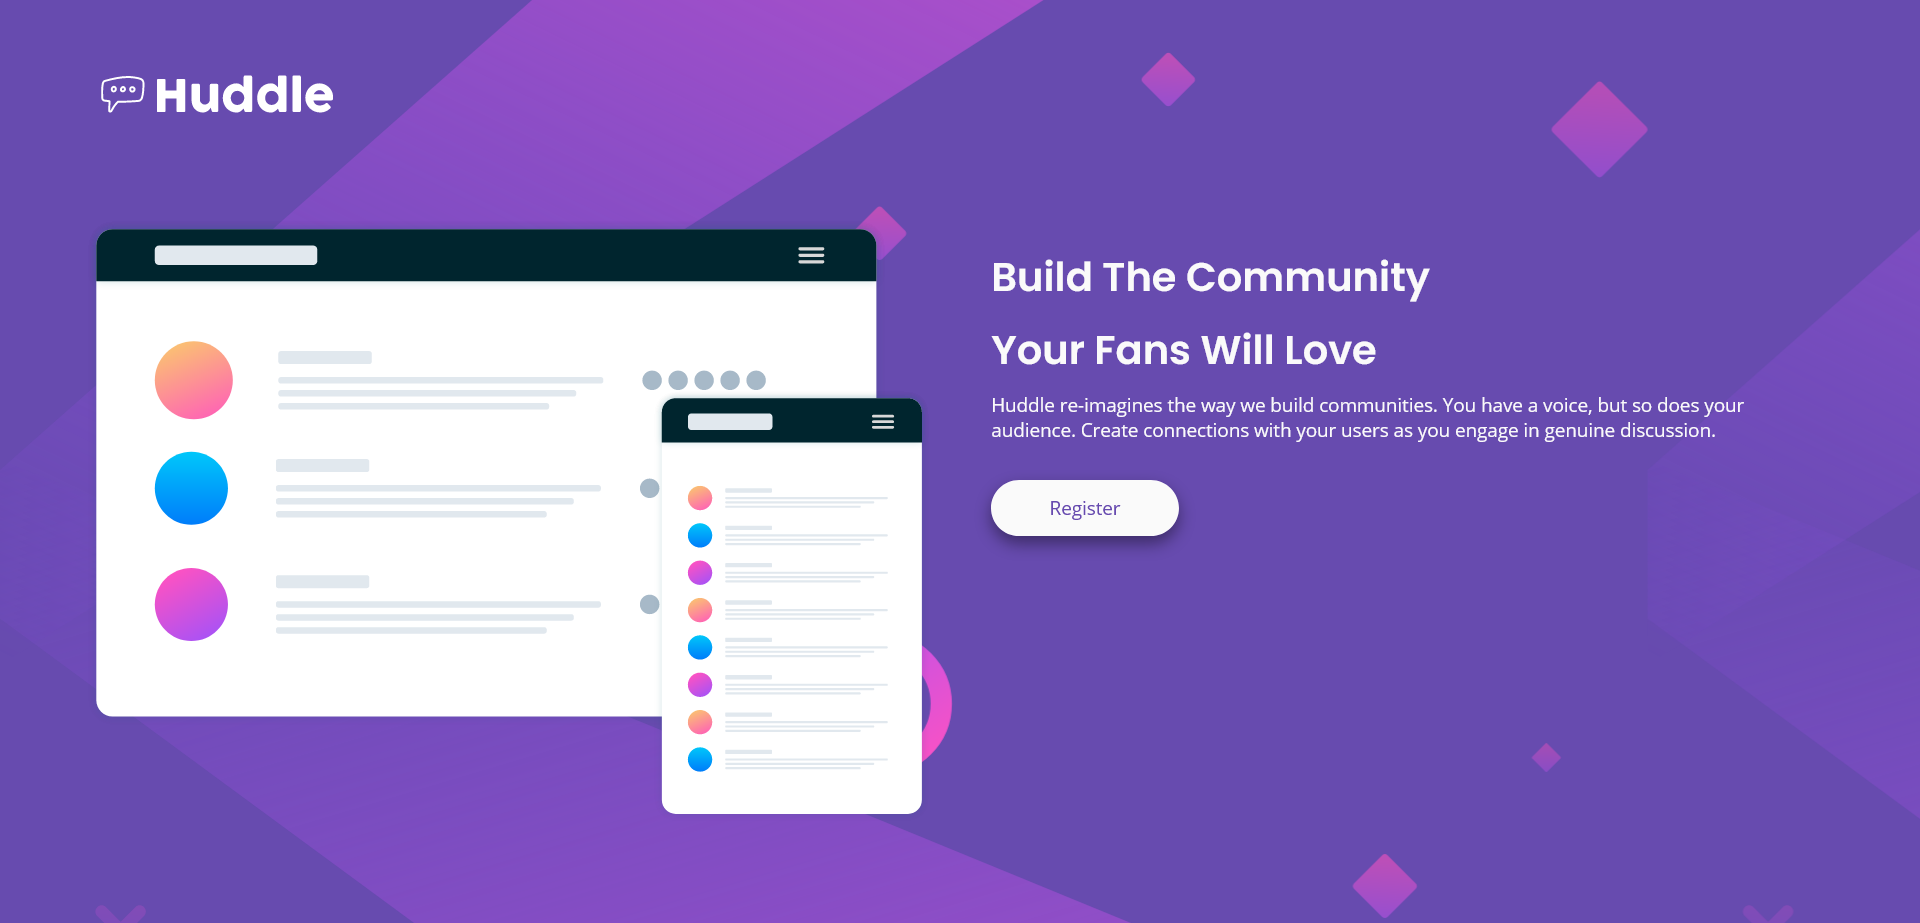 Huddle
Build The Community
Your Fans Will Love
Huddle re-imagines the way we build communities. You have a voice, but so does your
audience. Create connections with your users as you engage in genuine discussion.
Register